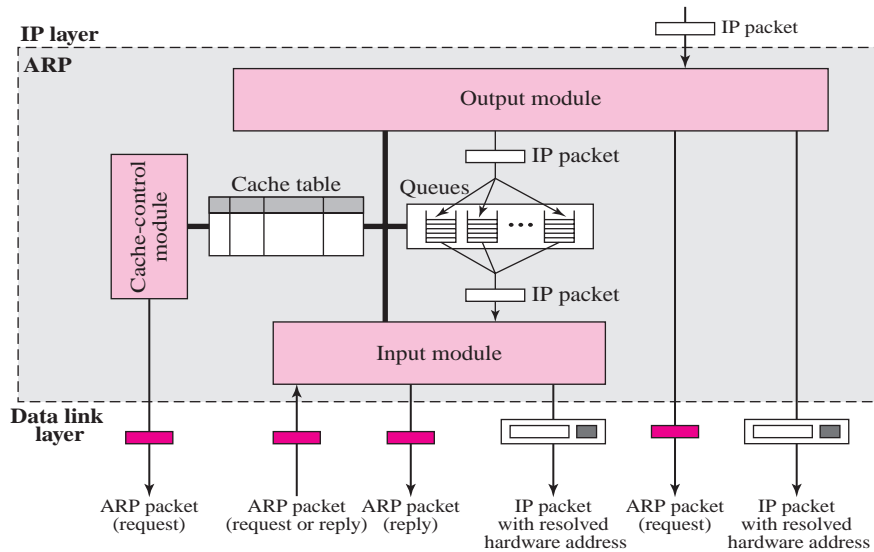 IP packet
IP layer
ARP
Output module
IP packet
Cache table
Queues
Cache-control
module
IP packet
Input module
Data link
layer
ARP packet
(request)
ARP packet
(request or reply)
ARP packet
(reply)
IP packet
with resolved
hardware address
ARP packet
(request)
IP packet
with resolved
hardware address